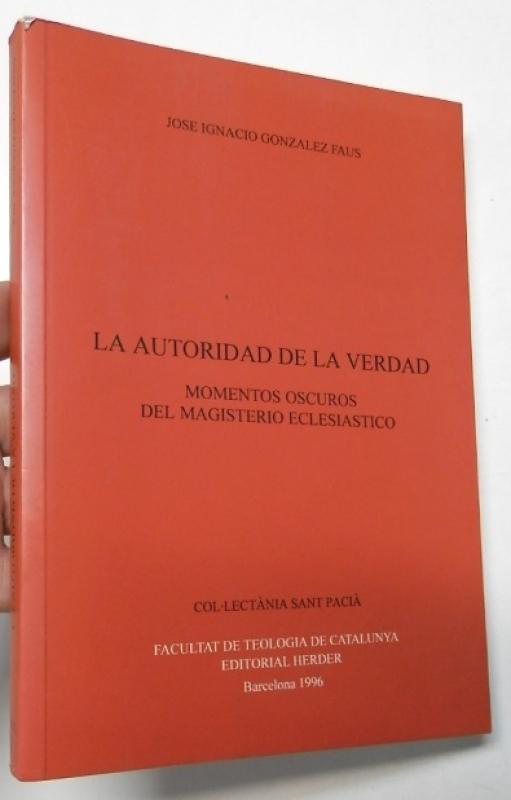 JOSE IGNACIO GONZALEZ FAUS
LA AUTORIDAD DE LA VERDAD
MOMENTOS OSCUROS
DEL MAGISTERIO ECLESIASTICO
COL·LECTÀNIA SANT PACIÀ
FACULTAT DE TEOLOGIA DE CATALUNYA
EDITORIAL HERDER
Barcelona 1996